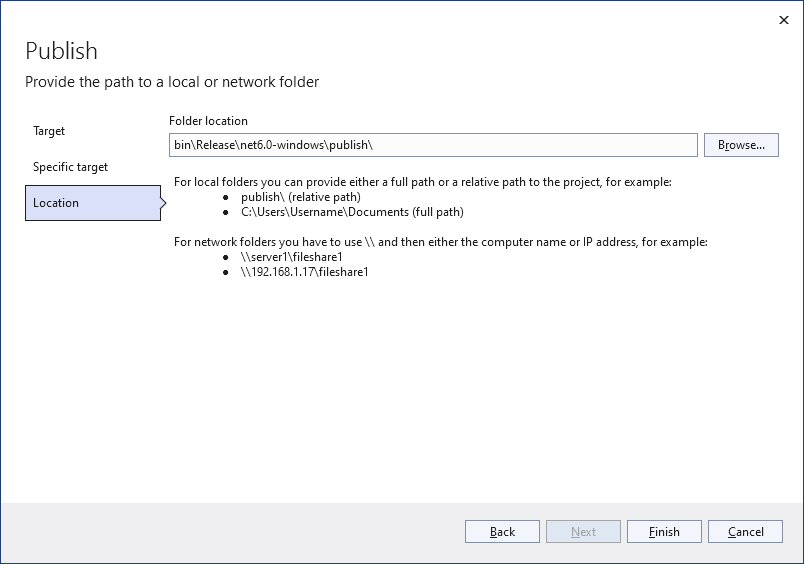 Publish
Provide the path to a local or network folder
Target
Specific target
Location
Folder location
bin\Release\net6.0-windows\publish\
Browse...
For local folders you can provide either a full path or a relative path to the project, for example:
● publish\ (relative path)
● C:\Users\Username\Documents (full path)
For network folders you have to use \\ and then either the computer name or IP address, for example:
● \\server1\fileshare1
● \\192.168.1.17\fileshare1
Back
Next
Finish
Cancel